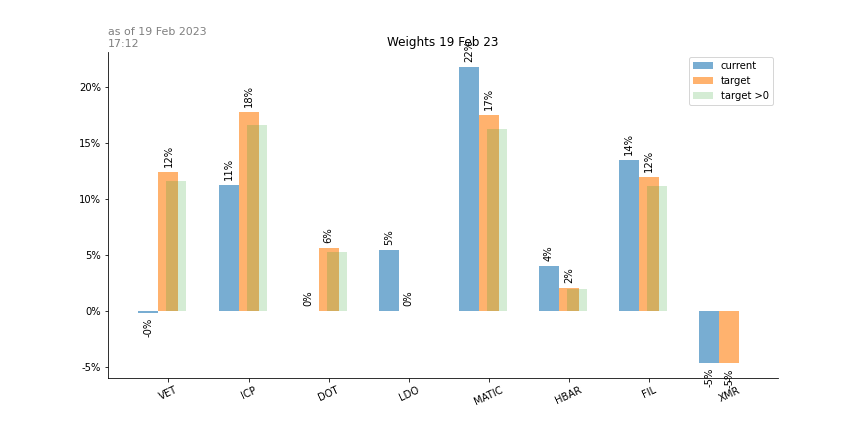 as of 19 Feb 2023
17:12
Weights 19 Feb 23
current
target
target >0
20%
15%
10%
5%
0%
-5%
-0%
12%
11%
18%
0%
6%
5%
0%
22%
17%
4%
2%
14%
12%
-5%
-5%
VET
ICP
DOT
LDO
MATIC
HBAR
FIL
XMR